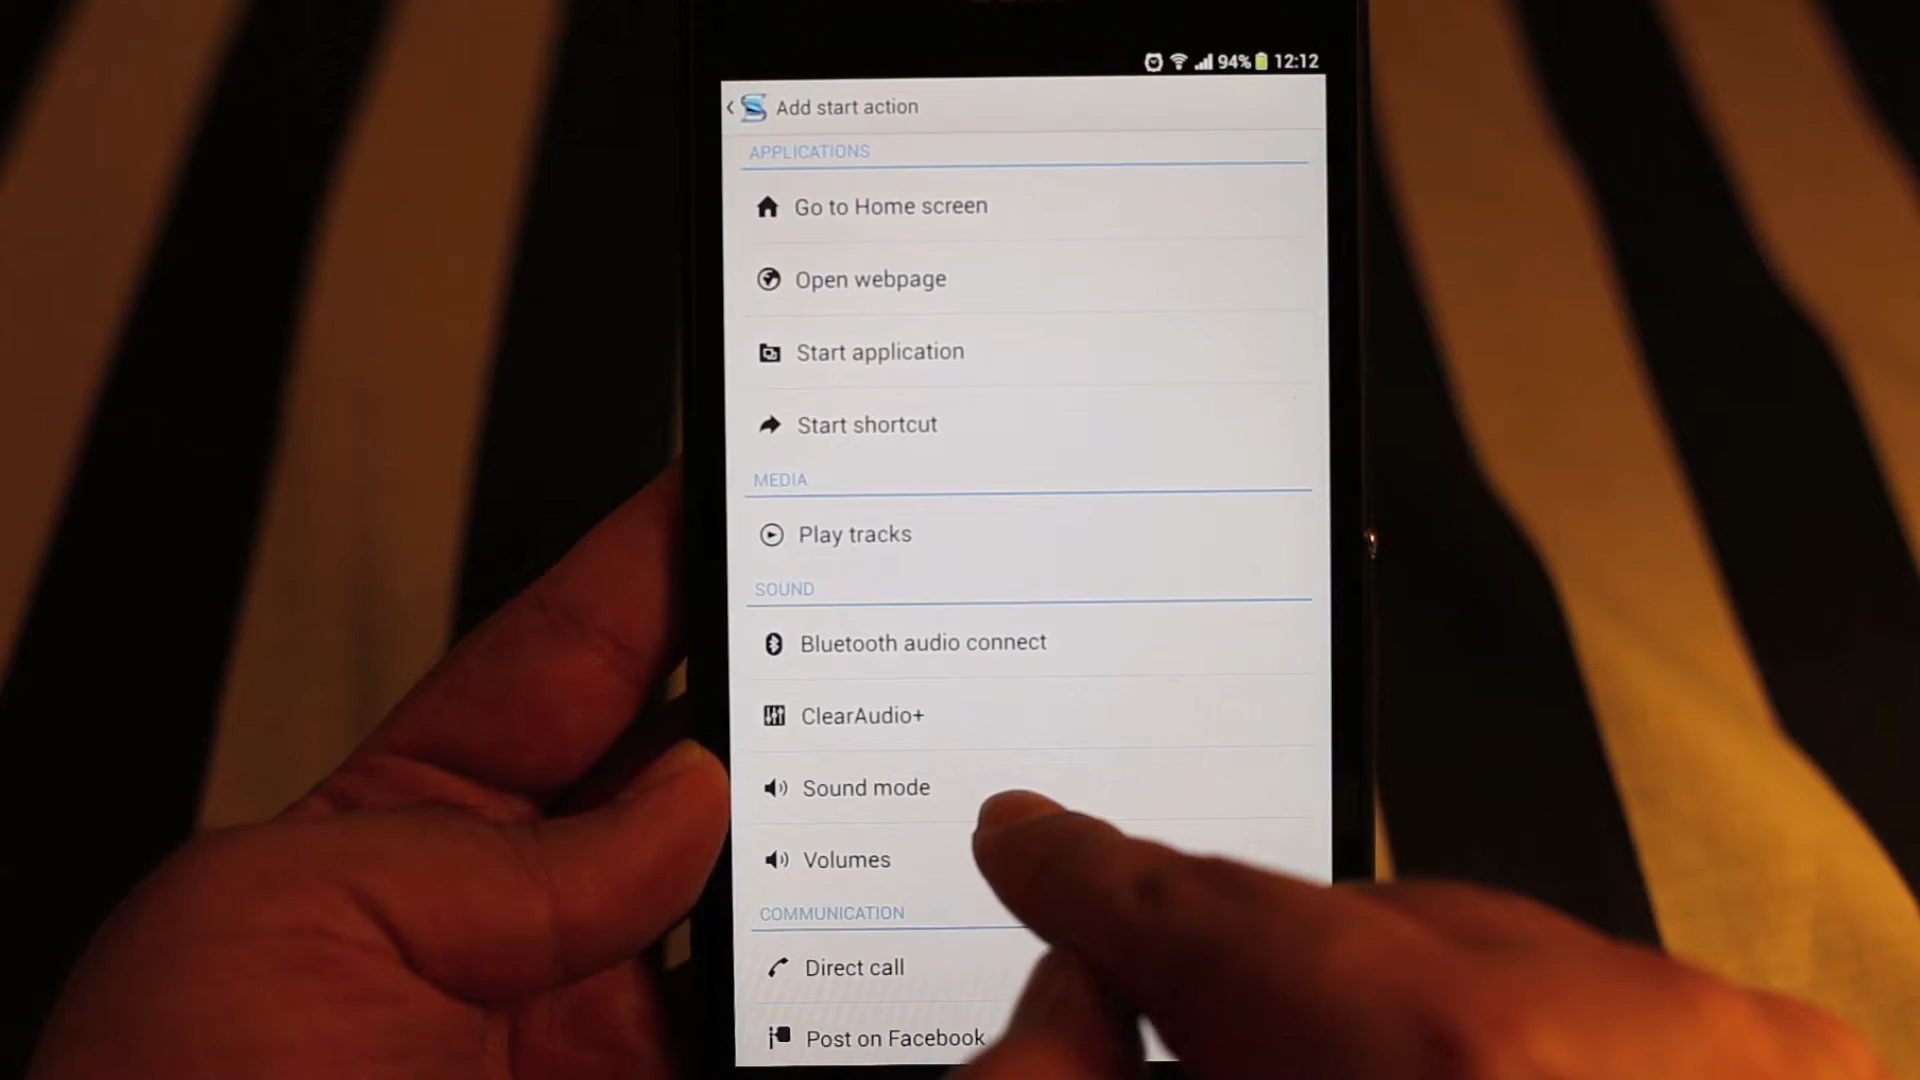 94% 12:12
Add start action
APPLICATIONS
Go to Home screen
Open webpage
Start application
Start shortcut
MEDIA
Play tracks
SOUND
Bluetooth audio connect
ClearAudio+
Sound mode
Volumes
COMMUNICATION
Direct call
Post on Facebook